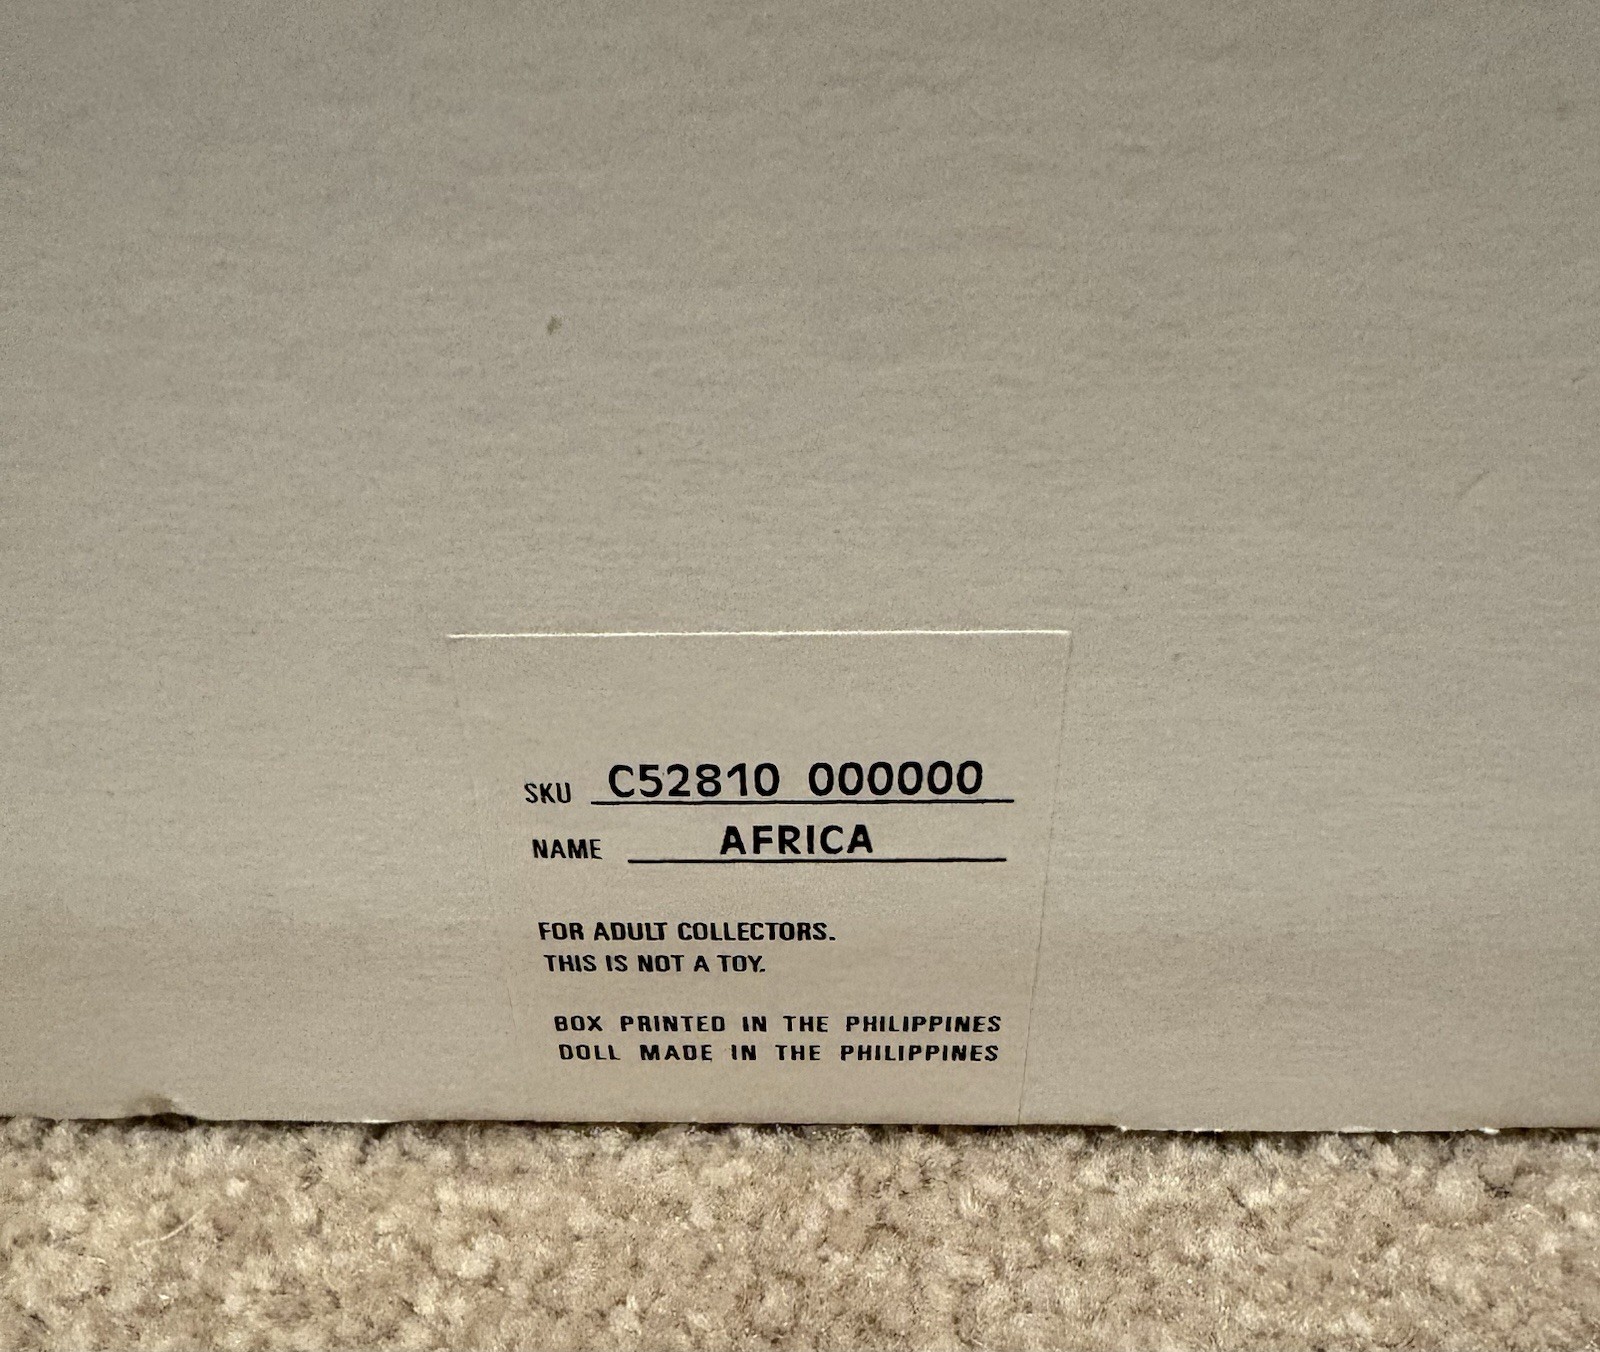 SKU C52810 000000
NAME AFRICA
FOR ADULT COLLECTORS.
THIS IS NOT A TOY.
BOX PRINTED IN THE PHILIPPINES
DOLL MADE IN THE PHILIPPINES